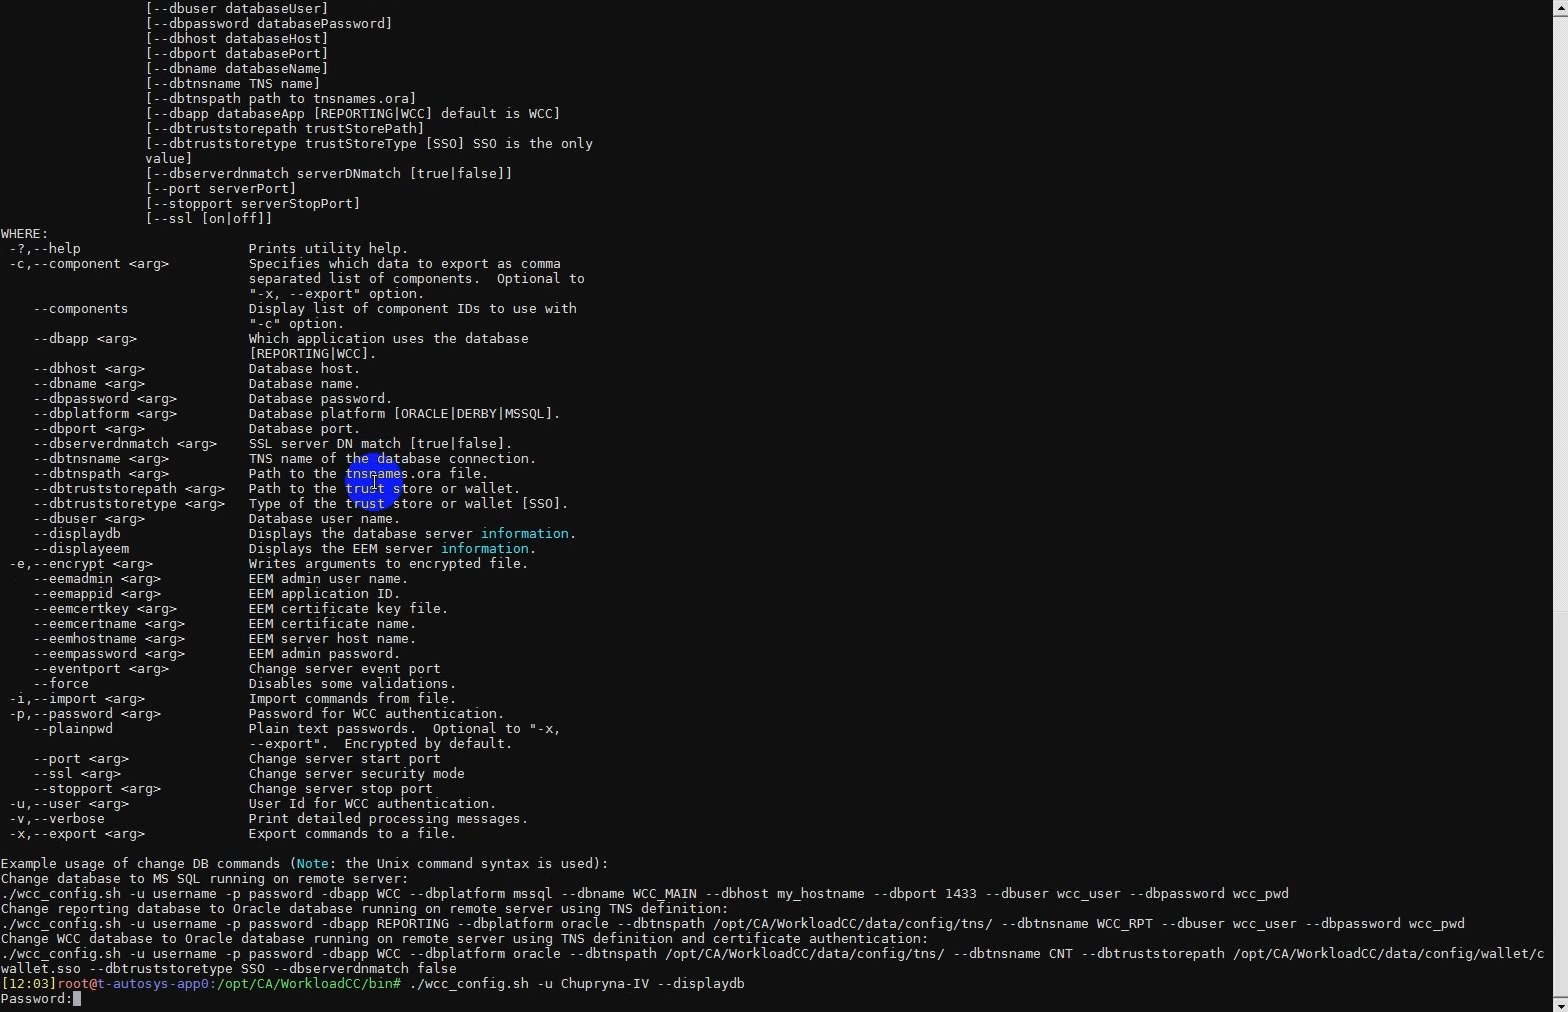 [--dbuser databaseUser]
[--dbpassword databasePassword]
[--dbhost databaseHost]
[--dbport databasePort]
[--dbname databaseName]
[--dbtnsname TNS name]
[--dbtnspath path to tnsnames.ora]
[--dbapp databaseApp [REPORTING|WCC] default is WCC]
[--dbtruststorepath trustStorePath]
[--dbtruststoretype trustStoreType [SSO] SSO is the only
value]
[--dbserverdnmatch serverDNmatch [true|false]]
[--port serverPort]
[--stopport serverStopPort]
[--ssl [on|off]]
WHERE:
-?,--help Prints utility help.
-c,--component <arg> Specifies which data to export as comma
separated list of components.  Optional to
"-x, --export" option.
--components Display list of component IDs to use with
"-c" option.
--dbapp <arg> Which application uses the database
[REPORTING|WCC].
--dbhost <arg> Database host.
--dbname <arg> Database name.
--dbpassword <arg> Database password.
--dbplatform <arg> Database platform [ORACLE|DERBY|MSSQL].
--dbport <arg> Database port.
--dbserverdnmatch <arg> SSL server DN match [true|false].
--dbtnsname <arg> TNS name of the database connection.
--dbtnspath <arg> Path to the tnsnames.ora file.
--dbtruststorepath <arg> Path to the trust store or wallet.
--dbtruststoretype <arg> Type of the trust store or wallet [SSO].
--dbuser <arg> Database user name.
--displaydb Displays the database server information.
--displayeem Displays the EEM server information.
-e,--encrypt <arg> Writes arguments to encrypted file.
--eemadmin <arg> EEM admin user name.
--eemappid <arg> EEM application ID.
--eemcertkey <arg> EEM certificate key file.
--eemcertname <arg> EEM certificate name.
--eemhostname <arg> EEM server host name.
--eempassword <arg> EEM admin password.
--eventport <arg> Change server event port
--force Disables some validations.
-i,--import <arg> Import commands from file.
-p,--password <arg> Password for WCC authentication.
--plainpwd Plain text passwords.  Optional to "-x,
--export".  Encrypted by default.
--port <arg> Change server start port
--ssl <arg> Change server security mode
--stopport <arg> Change server stop port
-u,--user <arg> User Id for WCC authentication.
-v,--verbose Print detailed processing messages.
-x,--export <arg> Export commands to a file.
Example usage of change DB commands (Note: the Unix command syntax is used):
Change database to MS SQL running on remote server:
./wcc_config.sh -u username -p password -dbapp WCC --dbplatform mssql --dbname WCC_MAIN --dbhost my_hostname --dbport 1433 --dbuser wcc_user --dbpassword wcc_pwd
Change reporting database to Oracle database running on remote server using TNS definition:
./wcc_config.sh -u username -p password -dbapp REPORTING --dbplatform oracle --dbtnspath /opt/CA/WorkloadCC/data/config/tns/ --dbtnsname WCC_RPT --dbuser wcc_user --dbpassword wcc_pwd
Change WCC database to Oracle database running on remote server using TNS definition and certificate authentication:
./wcc_config.sh -u username -p password -dbapp WCC --dbplatform oracle --dbtnspath /opt/CA/WorkloadCC/data/config/tns/ --dbtnsname CNT --dbtruststorepath /opt/CA/WorkloadCC/data/config/wallet/c
wallet.sso --dbtruststoretype SSO --dbserverdnmatch false
[12:03]root@t-autosys-app0:/opt/CA/WorkloadCC/bin# ./wcc_config.sh -u Chupryna-IV --displaydb
Password: